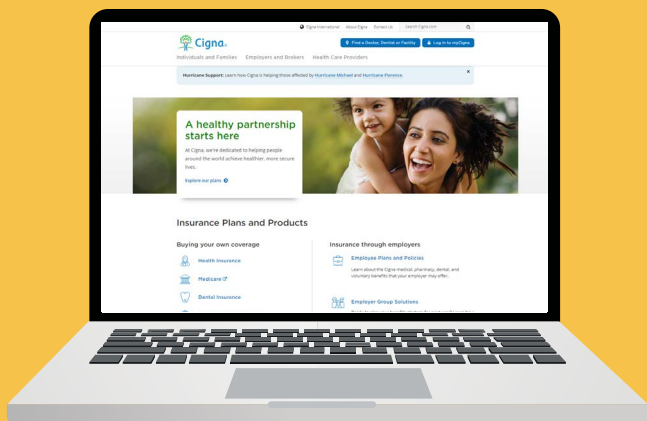 Cigna International About Cigna Contact Us Search Cigna.com
Cigna.
Find a Doctor, Dentist or Facility Log in to myCigna
Individuals and Families Employers and Brokers Health Care Providers
Hurricane Support: Learn how Cigna is helping those affected by Hurricane Michael and Hurricane Florence. x
A healthy partnership
starts here
At Cigna, we're dedicated to helping people
around the world achieve healthier, more secure
lives.
Explore our plans
Insurance Plans and Products
Buying your own coverage
Health Insurance
Medicare
Dental Insurance
Insurance through employers
Employee Plans and Policies
Learn about the Cigna medical, pharmacy, dental, and
voluntary benefits that your employer may offer.
Employer Group Solutions